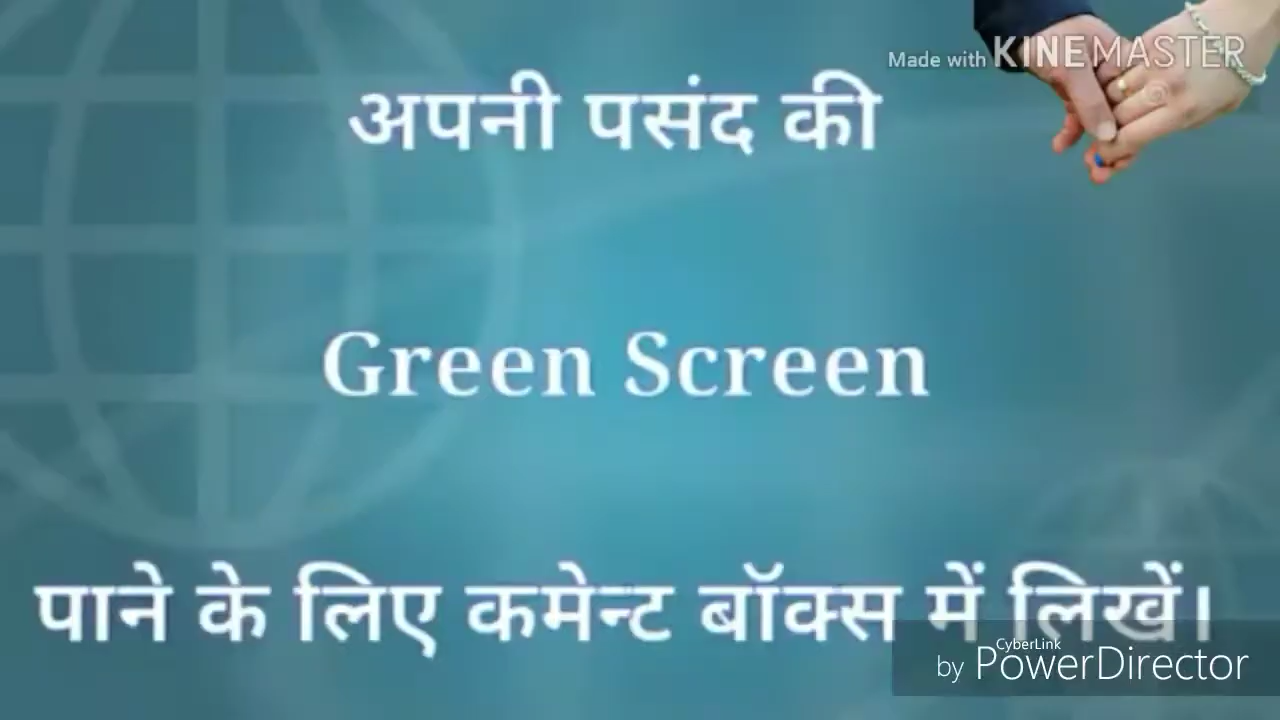 Made with KINEMASTER
अपनी पसंद की
Green Screen
पाने के लिए कमेन्ट बॉक्स में लिखें।
CyberLink
by PowerDirector